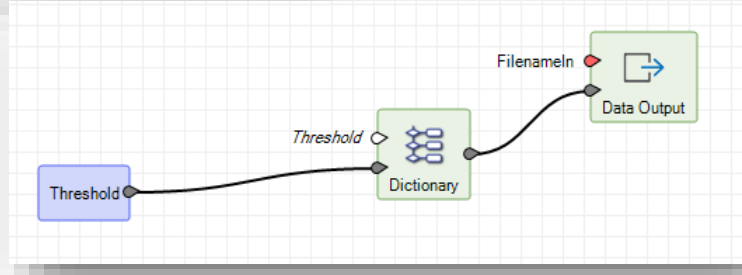 FilenameIn
Data Output
Threshold
Dictionary
Threshold